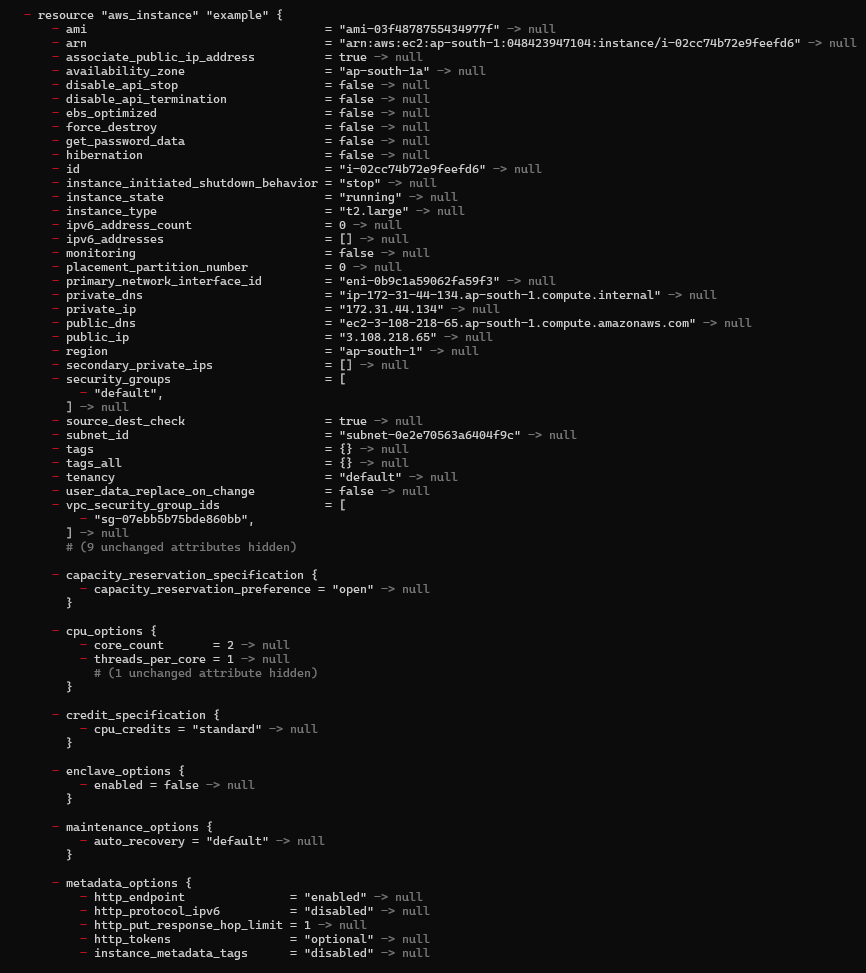 - resource "aws_instance" "example" {
- ami = "ami-03f4878755434977f" -> null
- arn = "arn:aws:ec2:ap-south-1:048423947104:instance/i-02cc74b72e9feefd6" -> null
- associate_public_ip_address = true -> null
- availability_zone = "ap-south-1a" -> null
- disable_api_stop = false -> null
- disable_api_termination = false -> null
- ebs_optimized = false -> null
- force_destroy = false -> null
- get_password_data = false -> null
- hibernation = false -> null
- id = "i-02cc74b72e9feefd6" -> null
- instance_initiated_shutdown_behavior = "stop" -> null
- instance_state = "running" -> null
- instance_type = "t2.large" -> null
- ipv6_address_count = 0 -> null
- ipv6_addresses = [] -> null
- monitoring = false -> null
- placement_partition_number = 0 -> null
- primary_network_interface_id = "eni-0b9c1a59062fa59f3" -> null
- private_dns = "ip-172-31-44-134.ap-south-1.compute.internal" -> null
- private_ip = "172.31.44.134" -> null
- public_dns = "ec2-3-108-218-65.ap-south-1.compute.amazonaws.com" -> null
- public_ip = "3.108.218.65" -> null
- region = "ap-south-1" -> null
- secondary_private_ips = [] -> null
- security_groups = [
- "default",
] -> null
- source_dest_check = true -> null
- subnet_id = "subnet-0e2e70563a6404f9c" -> null
- tags = {} -> null
- tags_all = {} -> null
- tenancy = "default" -> null
- user_data_replace_on_change = false -> null
- vpc_security_group_ids = [
- "sg-07ebb5b75bde860bb",
] -> null
# (9 unchanged attributes hidden)
- capacity_reservation_specification {
- capacity_reservation_preference = "open" -> null
}
- cpu_options {
- core_count = 2 -> null
- threads_per_core = 1 -> null
# (1 unchanged attribute hidden)
}
- credit_specification {
- cpu_credits = "standard" -> null
}
- enclave_options {
- enabled = false -> null
}
- maintenance_options {
- auto_recovery = "default" -> null
}
- metadata_options {
- http_endpoint = "enabled" -> null
- http_protocol_ipv6 = "disabled" -> null
- http_put_response_hop_limit = 1 -> null
- http_tokens = "optional" -> null
- instance_metadata_tags = "disabled" -> null